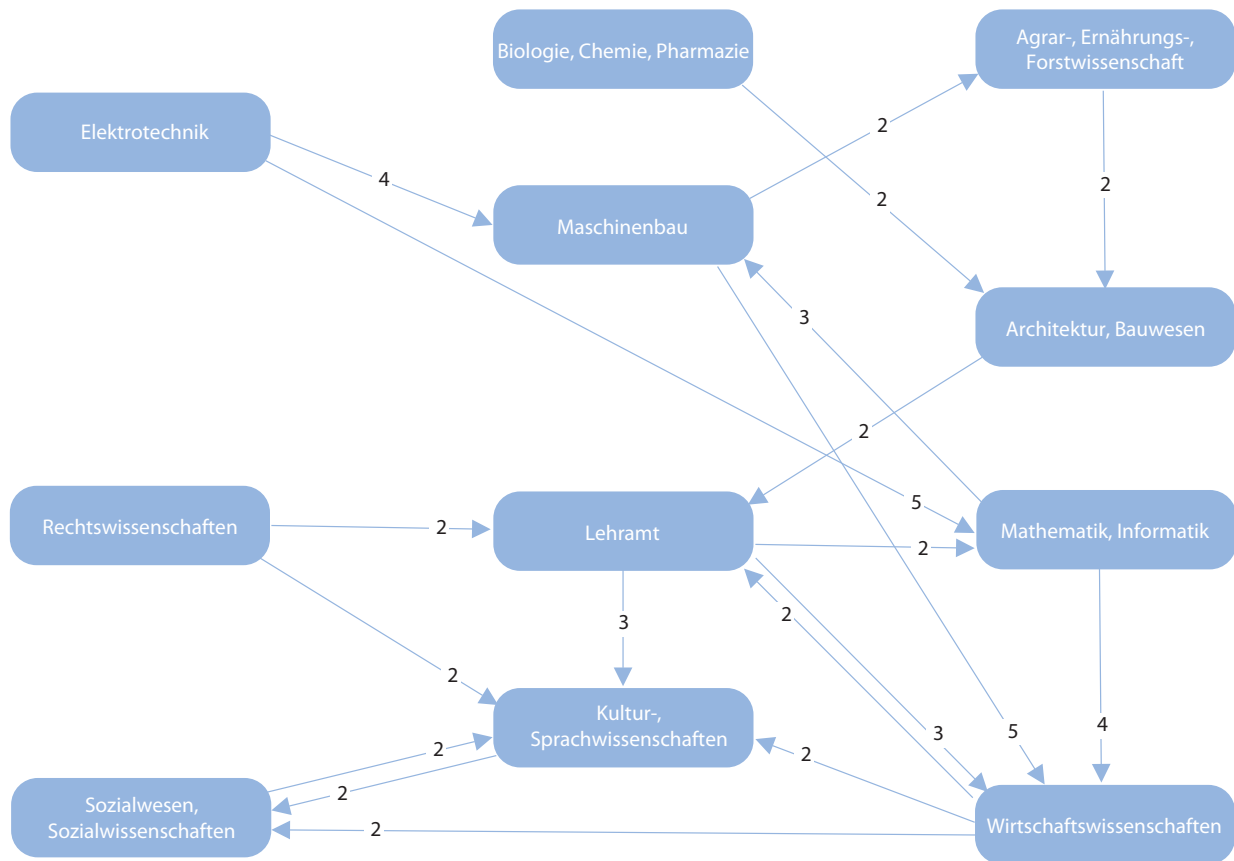 Biologie, Chemie, Pharmazie
Agrar-, Ernährungs-,
Forstwissenschaft
Elektrotechnik
2
4
2
2
Maschinenbau
3
Architektur, Bauwesen
2
5
Rechtswissenschaften
2
Lehramt
2
Mathematik, Informatik
3
2
2
Kultur-,
Sprachwissenschaften
3
5
4
2
2
2
Sozialwesen,
Sozialwissenschaften
2
Wirtschaftswissenschaften